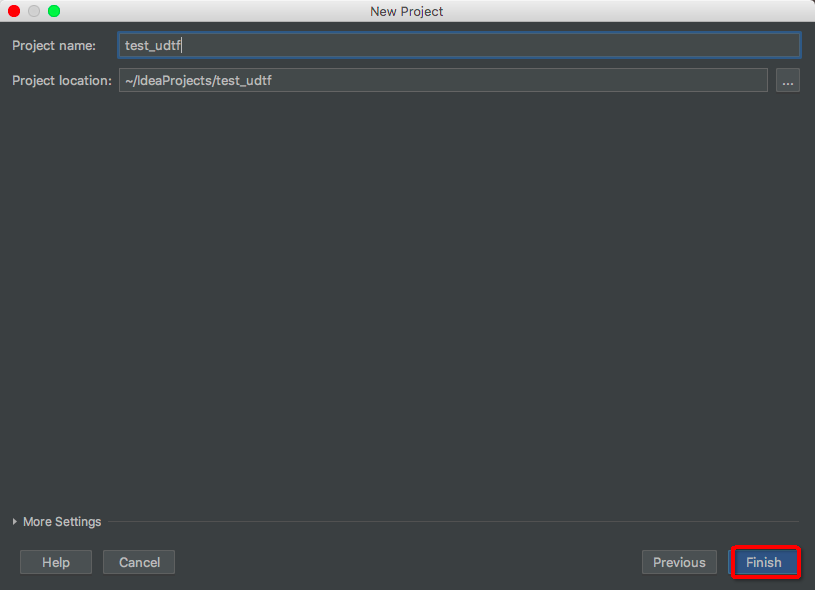 New Project
Project name: test_udtf
Project location: ~/IdeaProjects/test_udtf ...
More Settings
Help Cancel Previous Finish